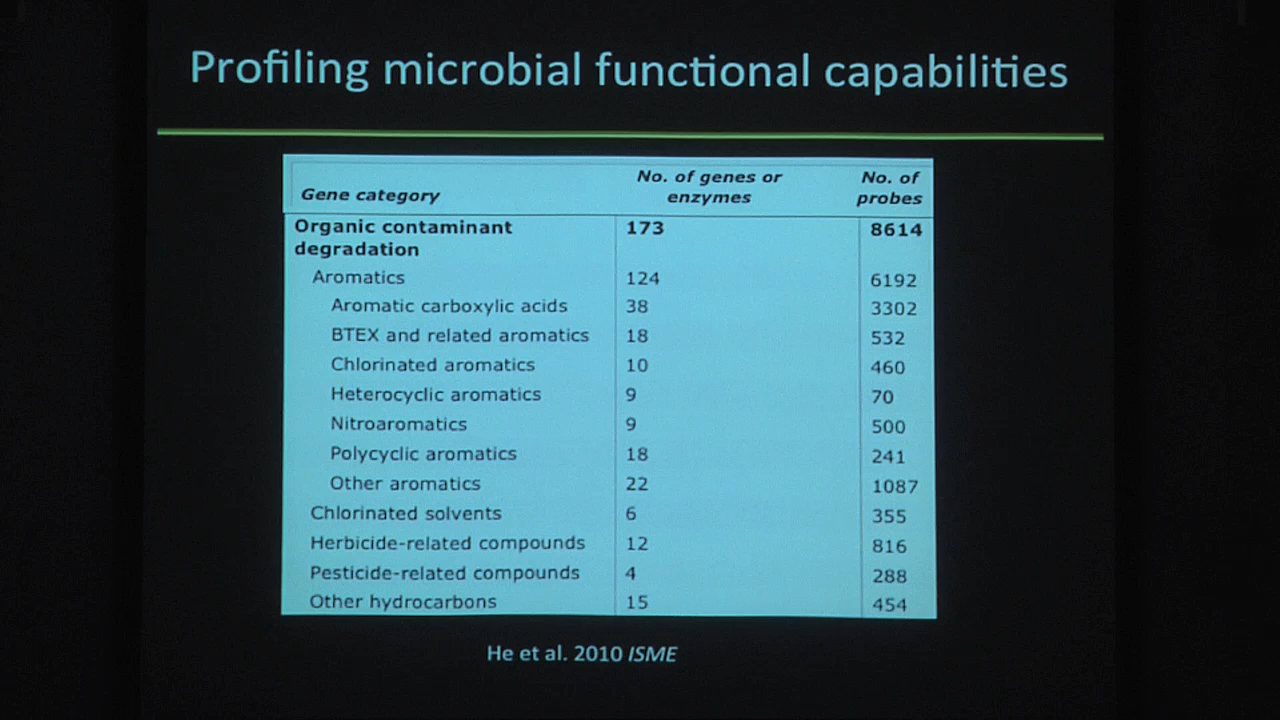 Profiling microbial functional capabilities
Gene category No. of genes or enzymes No. of probes
Organic contaminant degradation 173 8614
Aromatics 124 6192
Aromatic carboxylic acids 38 3302
BTEX and related aromatics 18 532
Chlorinated aromatics 10 460
Heterocyclic aromatics 9 70
Nitroaromatics 9 500
Polycyclic aromatics 18 241
Other aromatics 22 1087
Chlorinated solvents 6 355
Herbicide-related compounds 12 816
Pesticide-related compounds 4 288
Other hydrocarbons 15 454
He et al. 2010 ISME